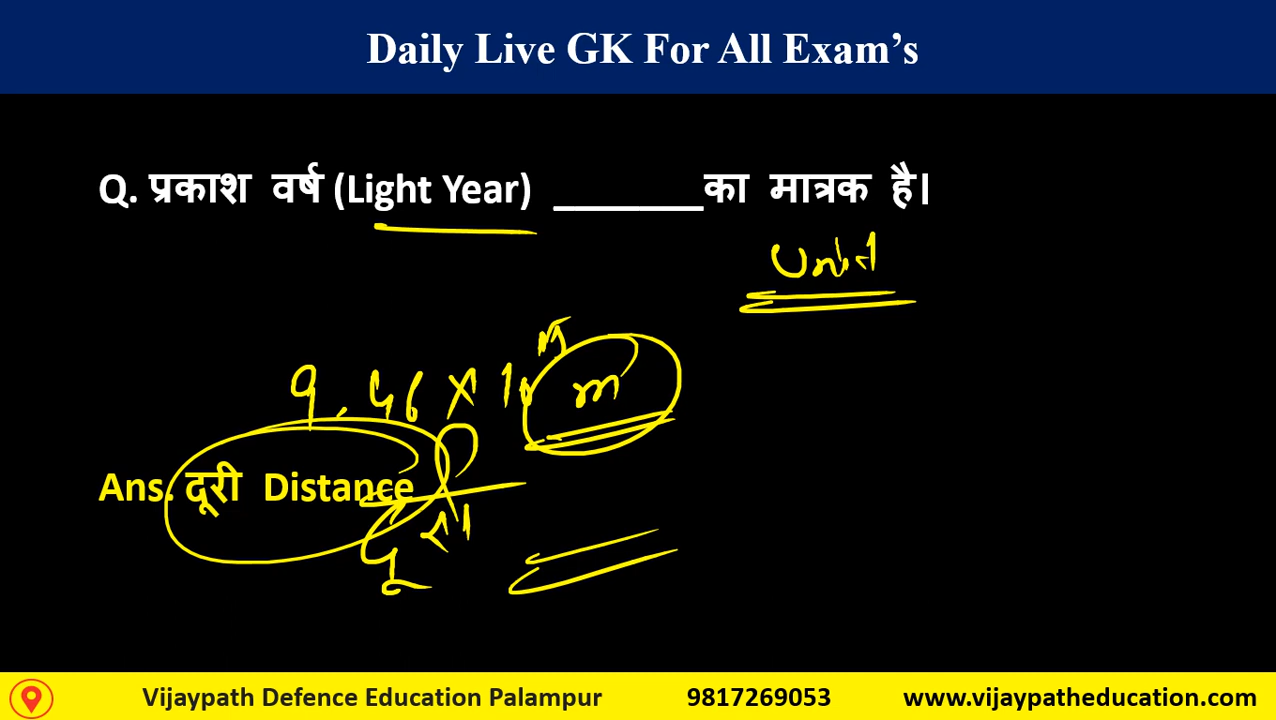 Daily Live GK For All Exam's
Q. प्रकाश वर्ष (Light Year) ________का मात्रक है।
Unit
9.46 × 10 m
Ans. दूरी Distance
दूरी
Vijaypath Defence Education Palampur 9817269053 www.vijaypatheducation.com